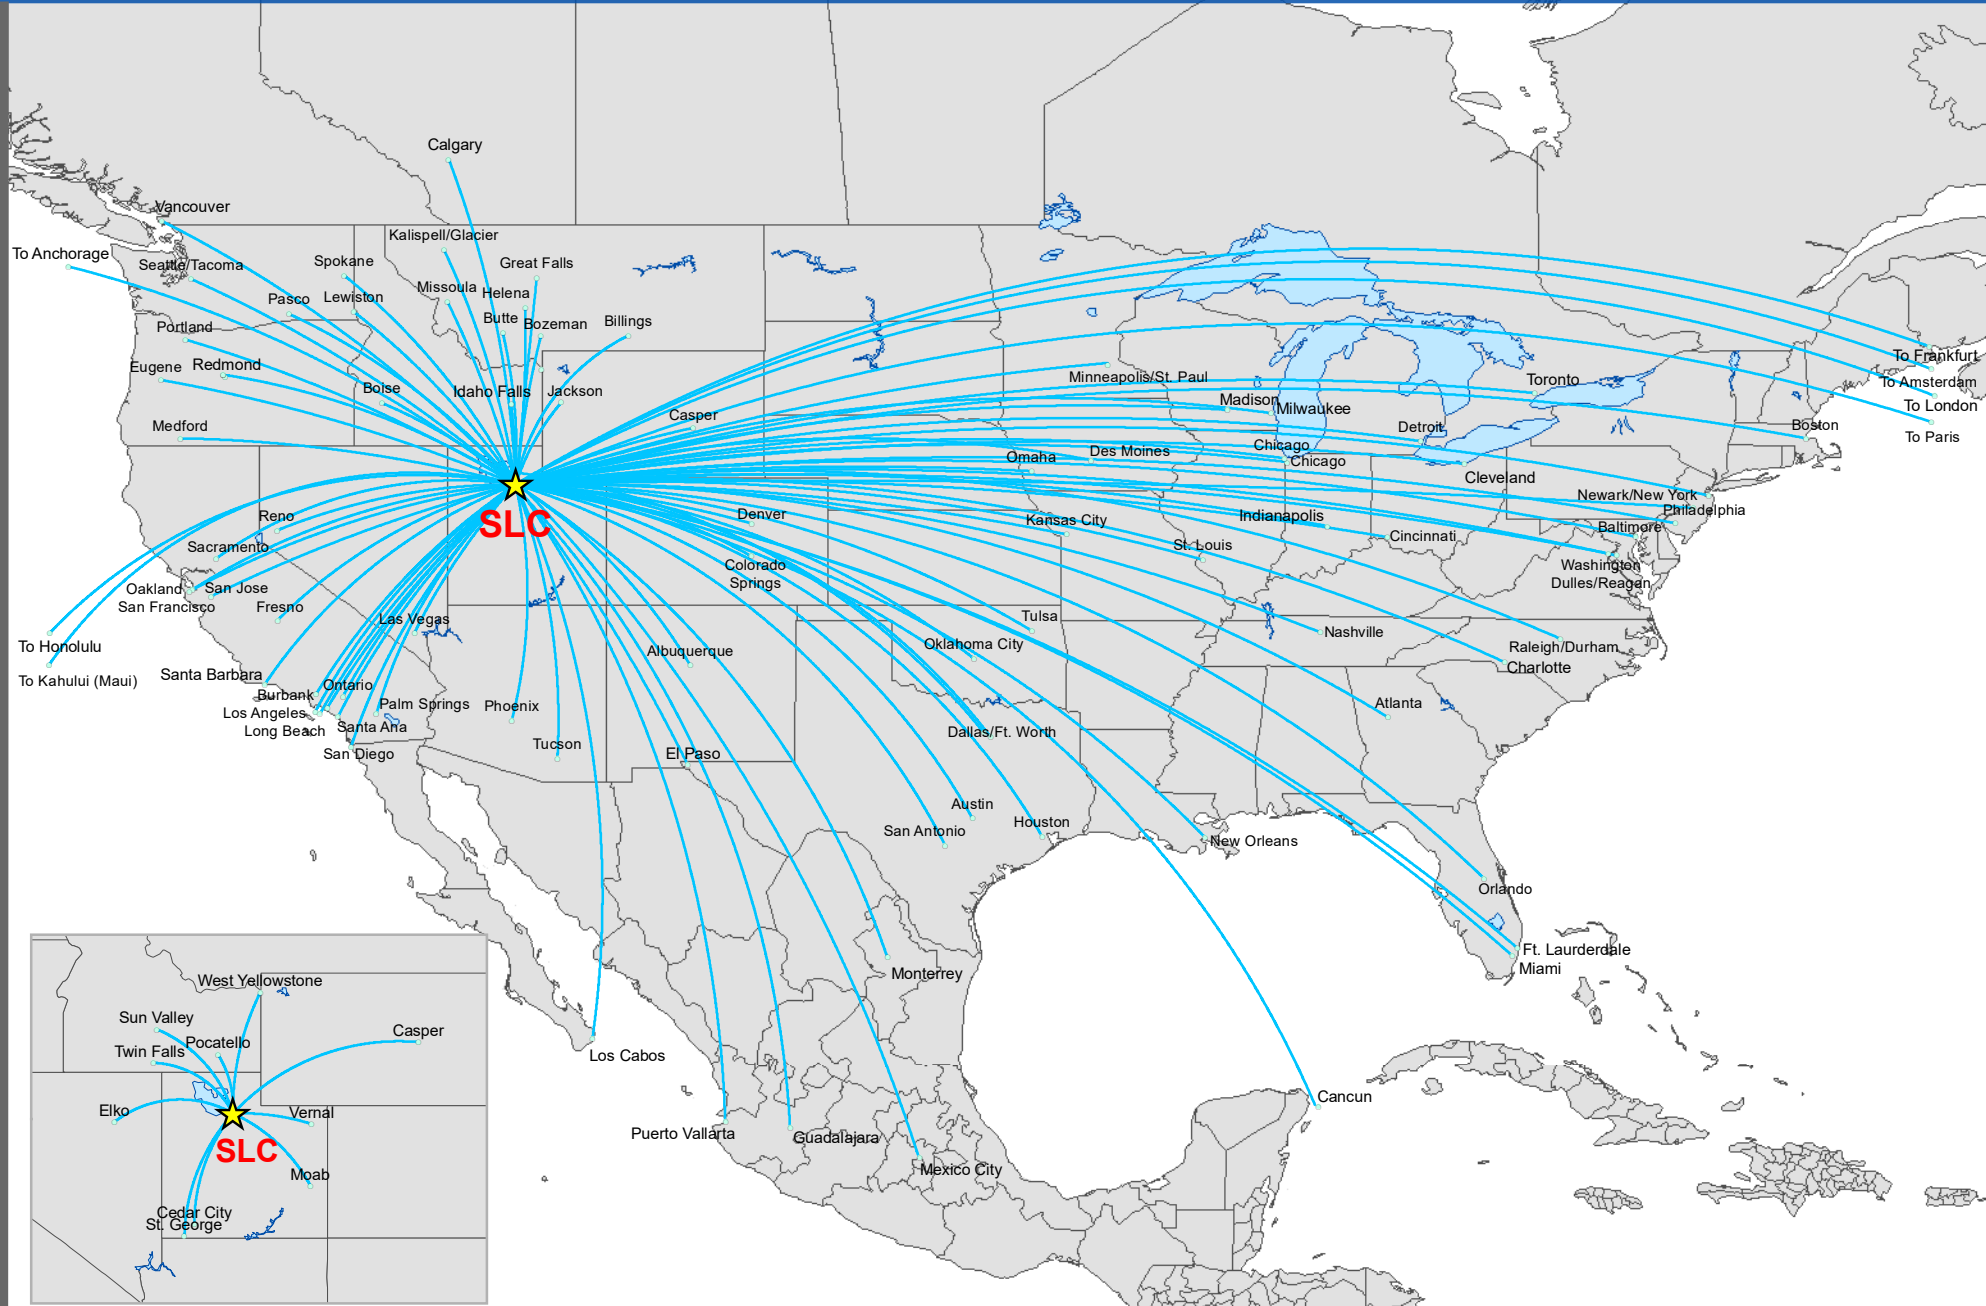 Calgary
Vancouver
Kalispell/Glacier
To Anchorage
Seattle/Tacoma
Spokane
Great Falls
Missoula
Helena
Pasco
Lewiston
Butte
Bozeman
Billings
Portland
Eugene
Redmond
Boise
Idaho Falls
Jackson
Casper
Medford
Minneapolis/St. Paul
Madison
Milwaukee
Toronto
To Frankfurt
To Amsterdam
To London
To Paris
Boston
Detroit
Chicago
Chicago
Omaha
Des Moines
Cleveland
SLC
Denver
Kansas City
Indianapolis
Newark/New York
Philadelphia
Baltimore
Cincinnati
St. Louis
Washington
Dulles/Reagan
Colorado
Springs
Reno
Sacramento
Oakland
San Jose
San Francisco
Fresno
Las Vegas
To Honolulu
To Kahului (Maui)
Santa Barbara
Burbank
Ontario
Los Angeles
Palm Springs
Long Beach
Santa Ana
San Diego
Phoenix
Tucson
Albuquerque
El Paso
Tulsa
Oklahoma City
Nashville
Raleigh/Durham
Charlotte
Atlanta
Dallas/Ft. Worth
Austin
San Antonio
Houston
New Orleans
Orlando
Ft. Lauderdale
Miami
Monterrey
Los Cabos
Puerto Vallarta
Guadalajara
Mexico City
Cancun
West Yellowstone
Sun Valley
Pocatello
Twin Falls
Casper
Elko
Vernal
SLC
Moab
Cedar City
St. George